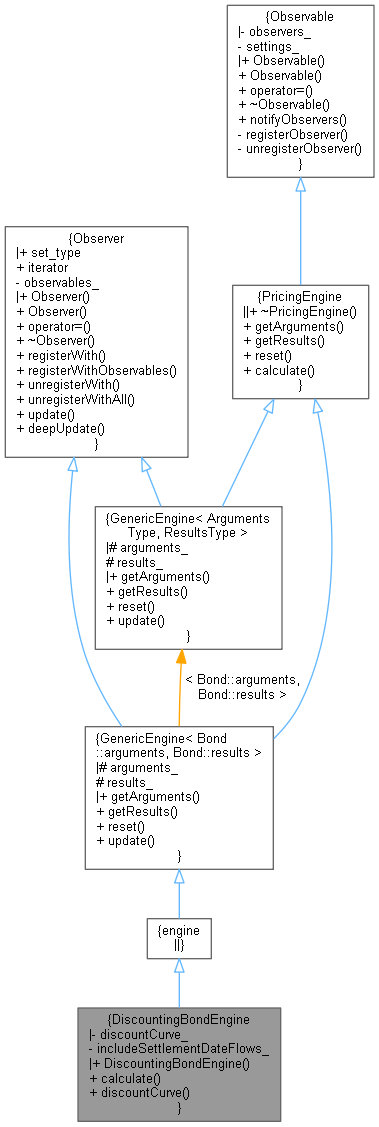 {Observable
|- observers_
- settings_
|+ Observable()
+ Observable()
+ operator=()
+ ~Observable()
+ notifyObservers()
- registerObserver()
- unregisterObserver()
}
{Observer
|+ set_type
+ iterator
- observables_
|+ Observer()
+ Observer()
+ operator=()
+ ~Observer()
+ registerWith()
+ registerWithObservables()
+ unregisterWith()
+ unregisterWithAll()
+ update()
+ deepUpdate()
}
{PricingEngine
||+ ~PricingEngine()
+ getArguments()
+ getResults()
+ reset()
+ calculate()
}
{GenericEngine< Arguments
Type, ResultsType >
|# arguments_
# results_
|+ getArguments()
+ getResults()
+ reset()
+ update()
}
< Bond::arguments,
Bond::results >
{GenericEngine< Bond
::arguments, Bond::results >
|# arguments_
# results_
|+ getArguments()
+ getResults()
+ reset()
+ update()
}
{engine
||}
{DiscountingBondEngine
|- discountCurve_
- includeSettlementDateFlows_
|+ DiscountingBondEngine()
+ calculate()
+ discountCurve()
}